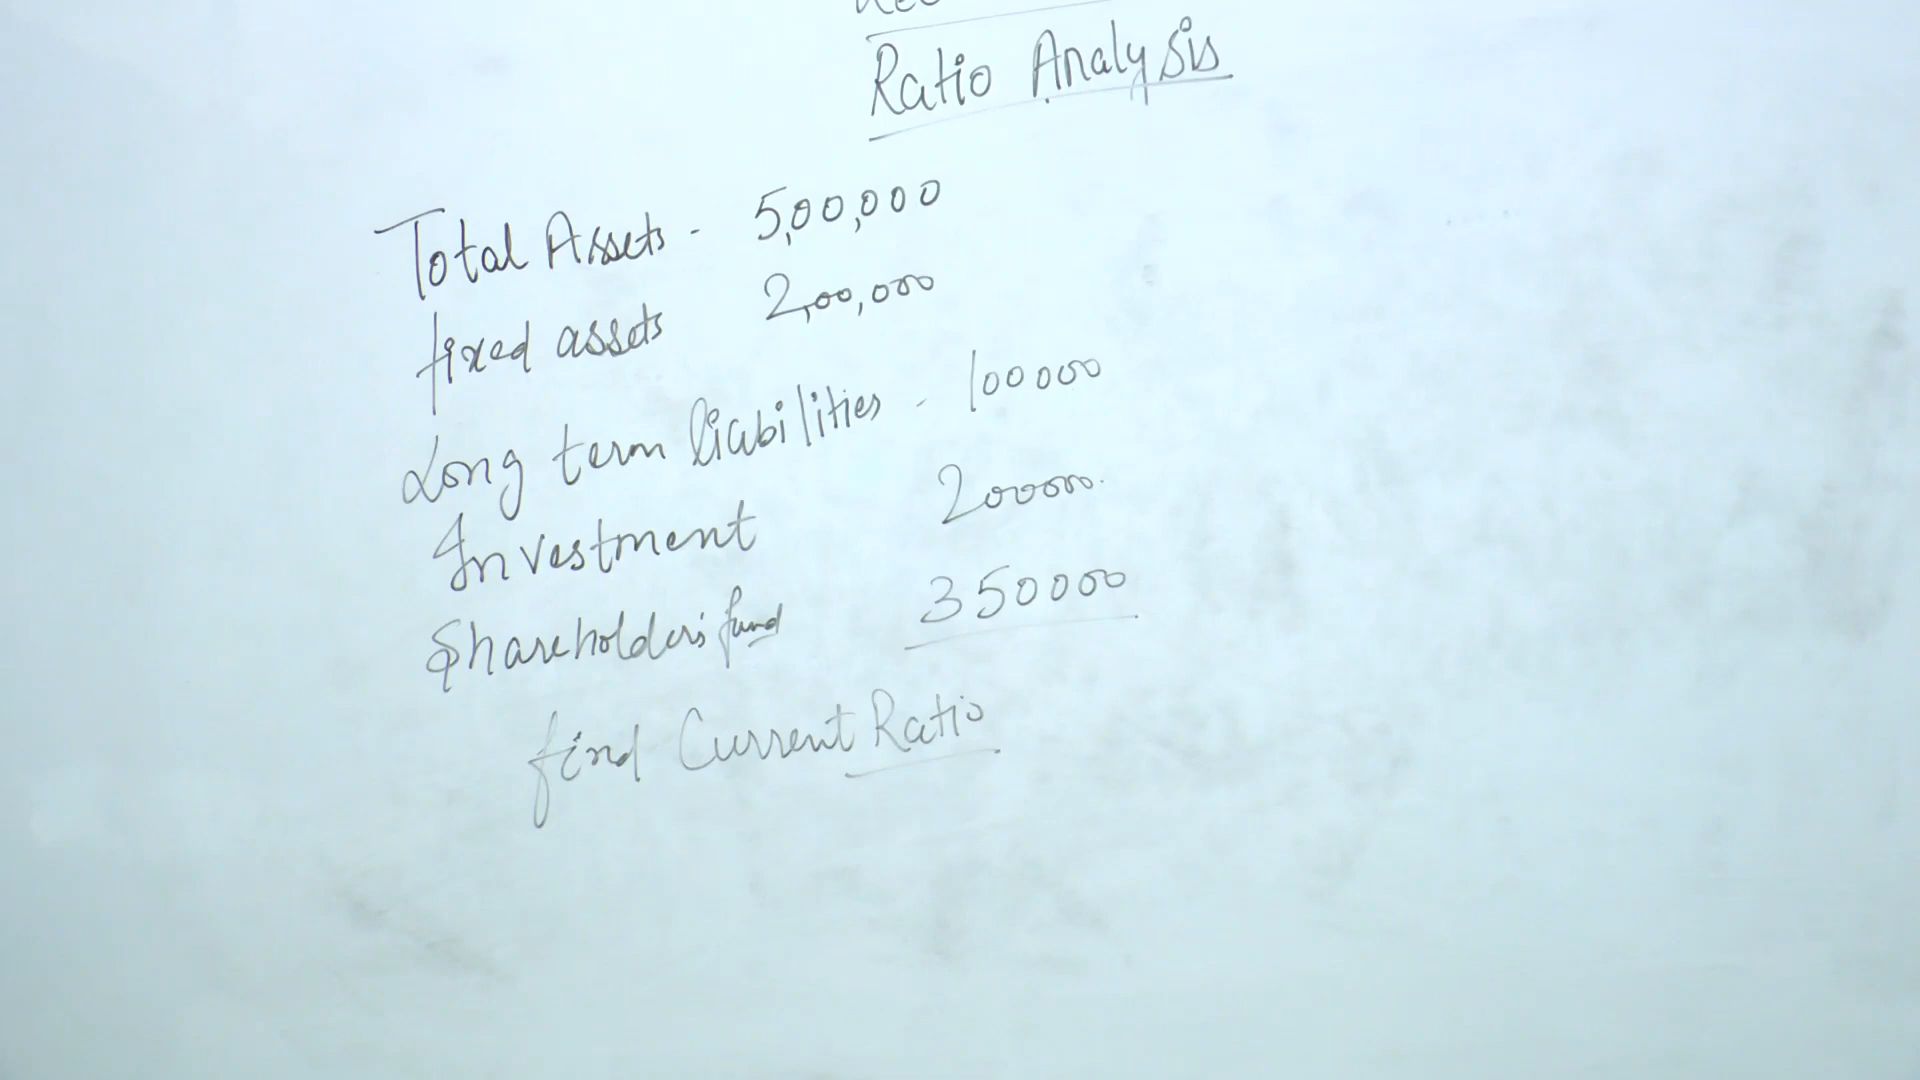 Ratio Analysis
Total Assets - 5,00,000
fixed assets 2,00,000
Long term liabilities - 100000
Investment 200000.
Shareholders' fund 350000
find Current Ratio